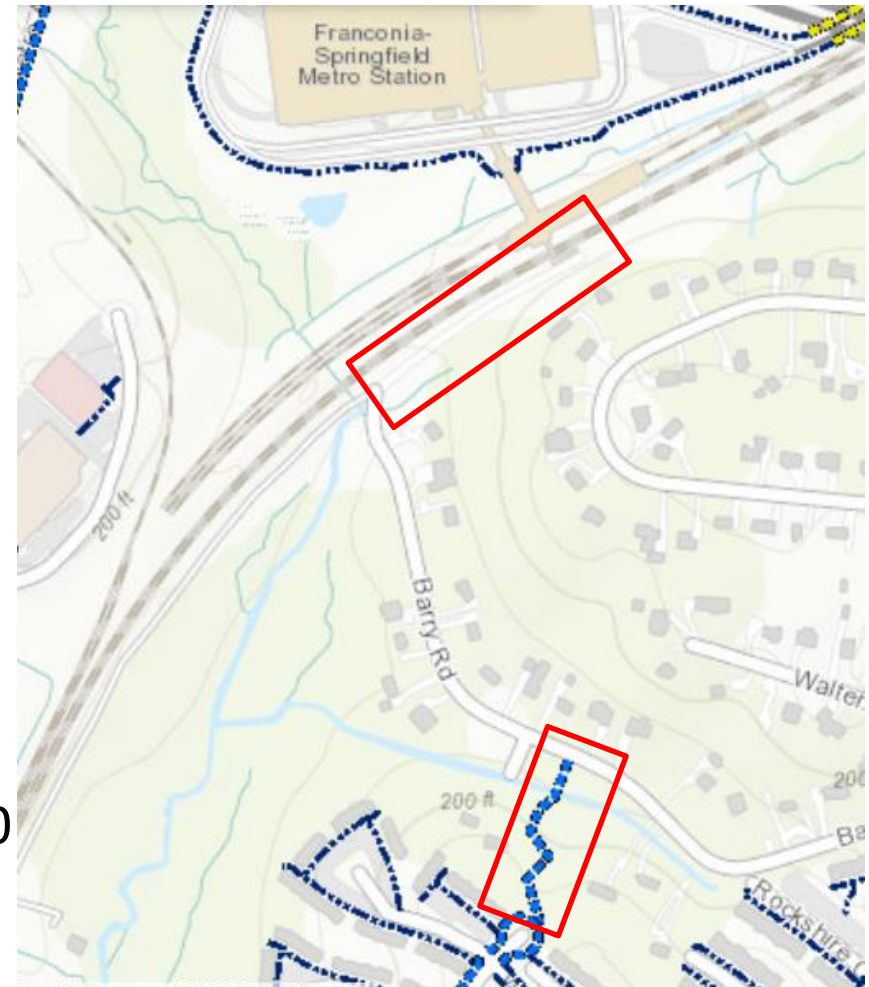 Franconia-
Springfield
Metro Station
200 ft
Barry Rd
Walter
200 ft
200
Ba
Rockshire C
0